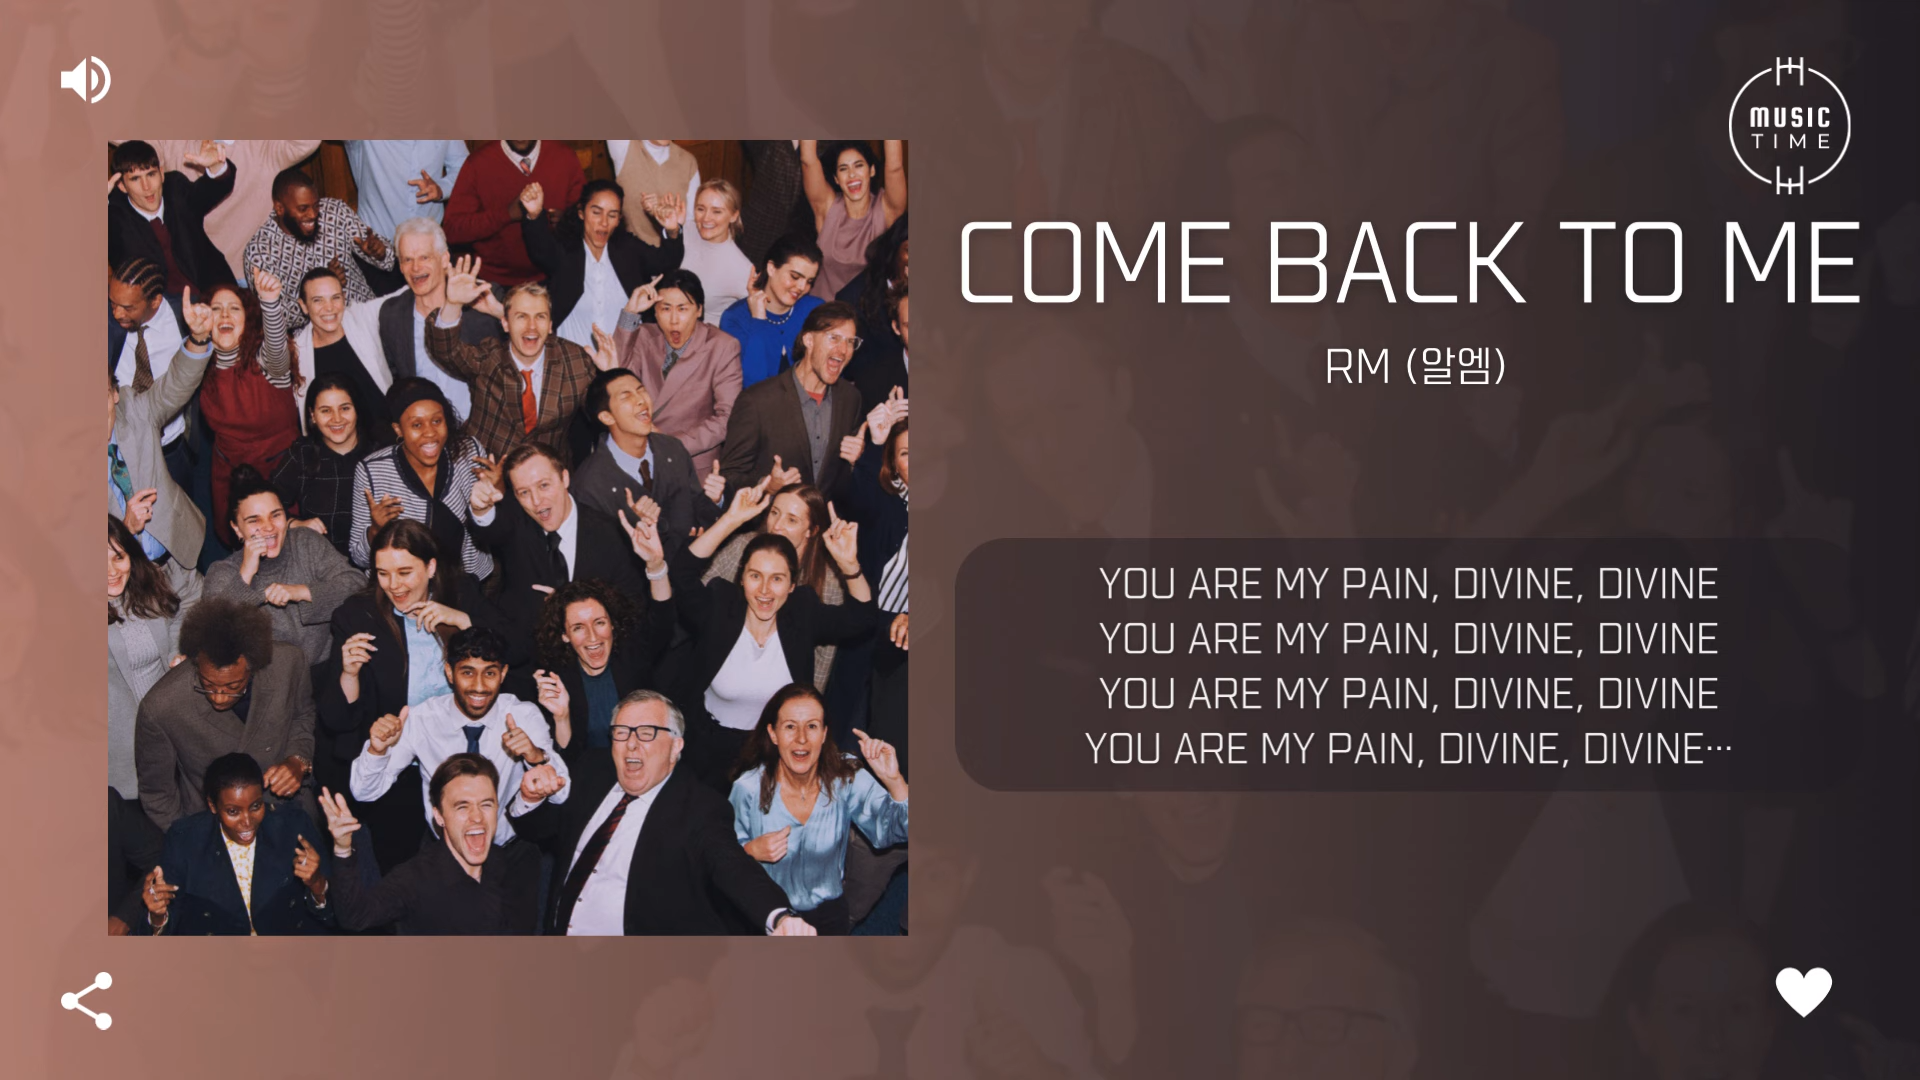 MUSIC
TIME
COME BACK TO ME
RM (알엠)
YOU ARE MY PAIN, DIVINE, DIVINE
YOU ARE MY PAIN, DIVINE, DIVINE
YOU ARE MY PAIN, DIVINE, DIVINE
YOU ARE MY PAIN, DIVINE, DIVINE…